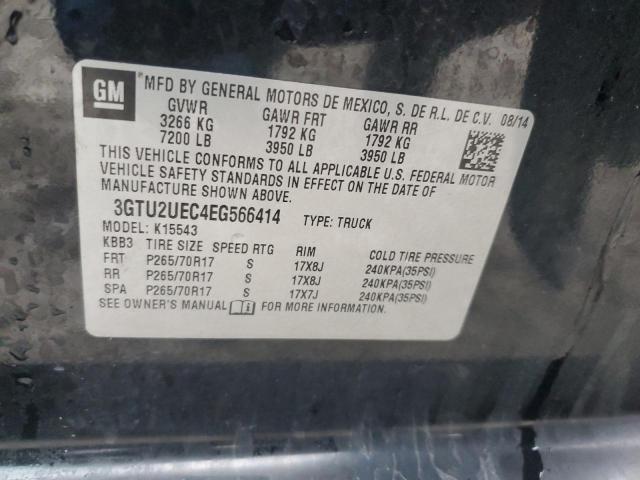 GM MFD BY GENERAL MOTORS DE MEXICO, S. DE R.L. DE C.V. 08/14
GVWR GAWR FRT GAWR RR
3266 KG 1792 KG 1792 KG
7200 LB 3950 LB 3950 LB
THIS VEHICLE CONFORMS TO ALL APPLICABLE U.S. FEDERAL MOTOR
VEHICLE SAFETY STANDARDS IN EFFECT ON THE DATE OF
MANUFACTURE SHOWN ABOVE.
3GTU2UEC4EG566414 TYPE: TRUCK
MODEL: K15543
KBB3 TIRE SIZE SPEED RTG RIM COLD TIRE PRESSURE
FRT P265/70R17 S 17X8J 240KPA(35PSI)
RR P265/70R17 S 17X8J 240KPA(35PSI)
SPA P265/70R17 S 17X7J 240KPA(35PSI)
SEE OWNER'S MANUAL FOR MORE INFORMATION.